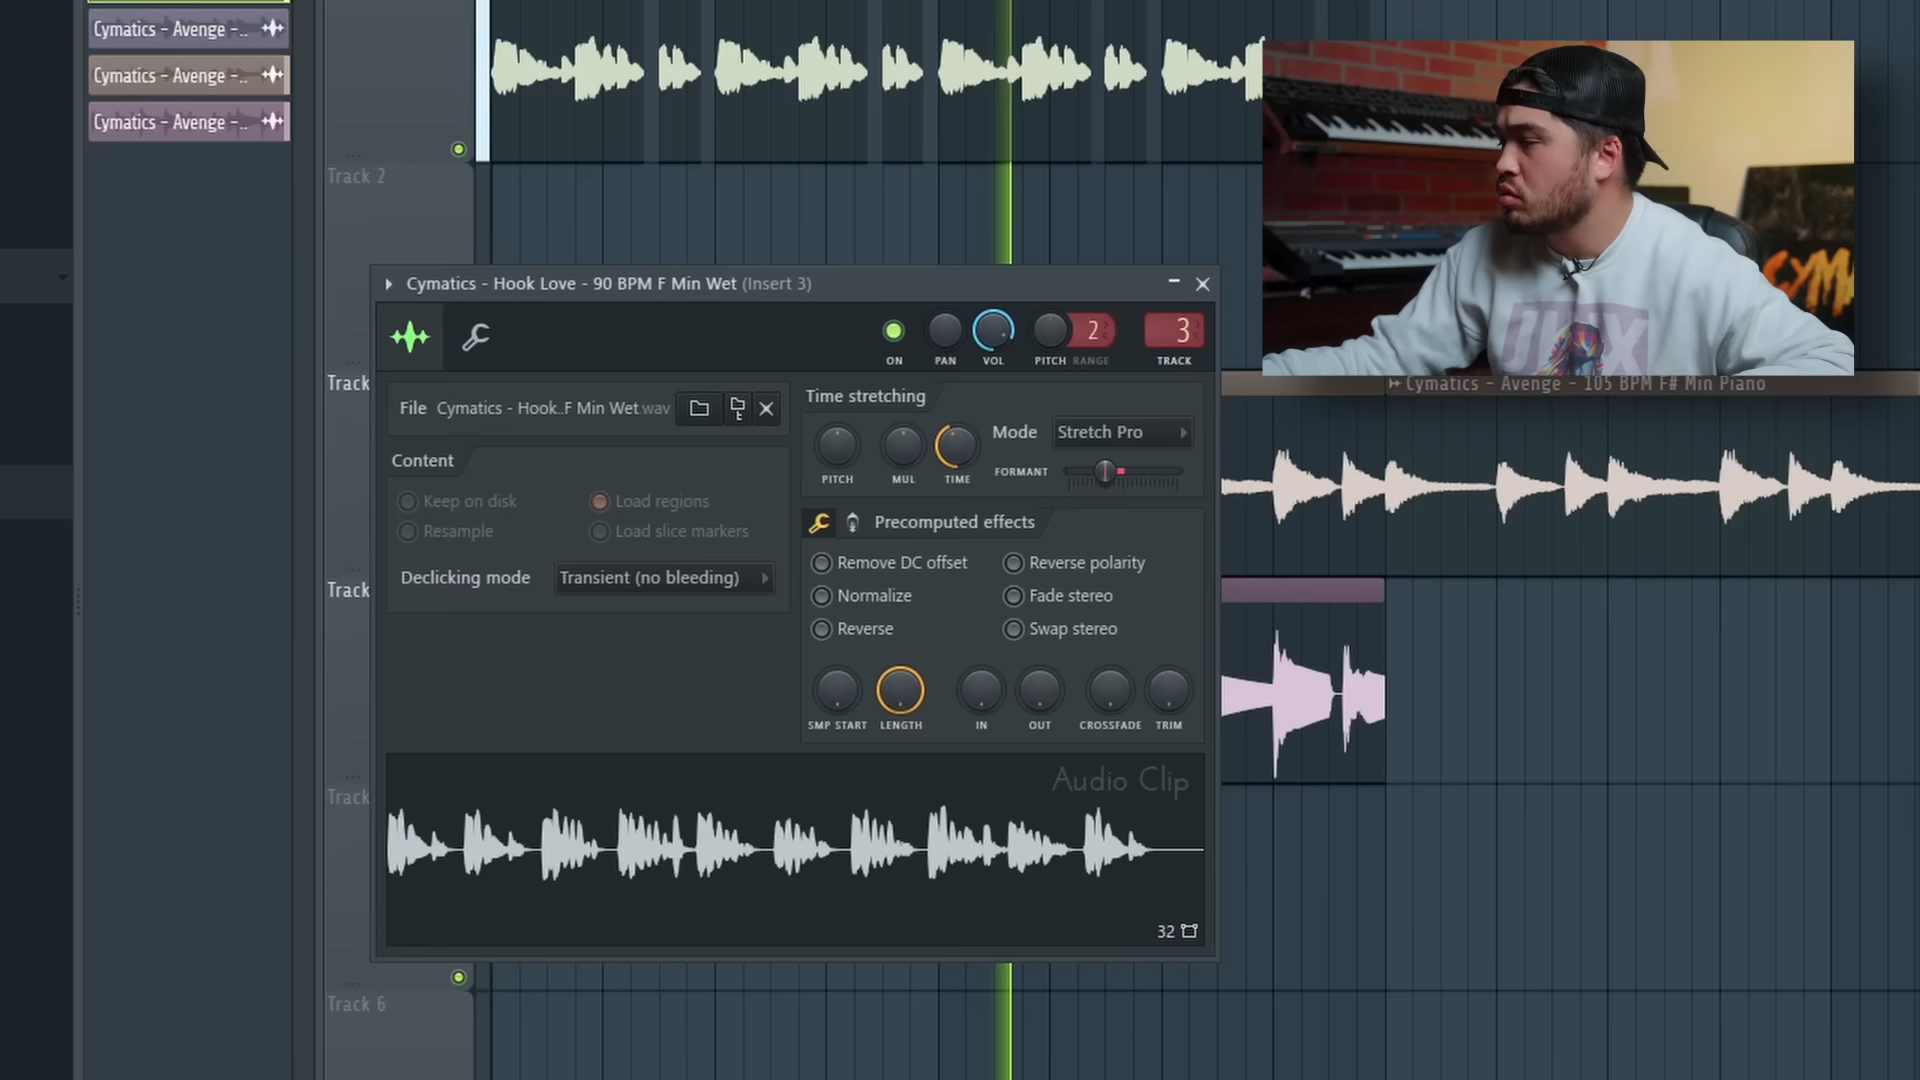 Cymatics - Avenge -..
Cymatics - Avenge -..
Cymatics - Avenge -..
Track 2
Cymatics - Hook Love - 90 BPM F Min Wet (Insert 3)
2
3
ON
PAN
VOL
PITCH RANGE
TRACK
Track
Cymatics - Avenge - 105 BPM F# Min Piano
File Cymatics - Hook..F Min Wet.wav
Time stretching
Mode Stretch Pro
PITCH
MUL
TIME
FORMANT
Content
Keep on disk
Load regions
Resample
Load slice markers
Declicking mode Transient (no bleeding)
Precomputed effects
Remove DC offset
Reverse polarity
Normalize
Fade stereo
Reverse
Swap stereo
SMP START
LENGTH
IN
OUT
CROSSFADE
TRIM
Track
Audio Clip
Track
32
Track 6